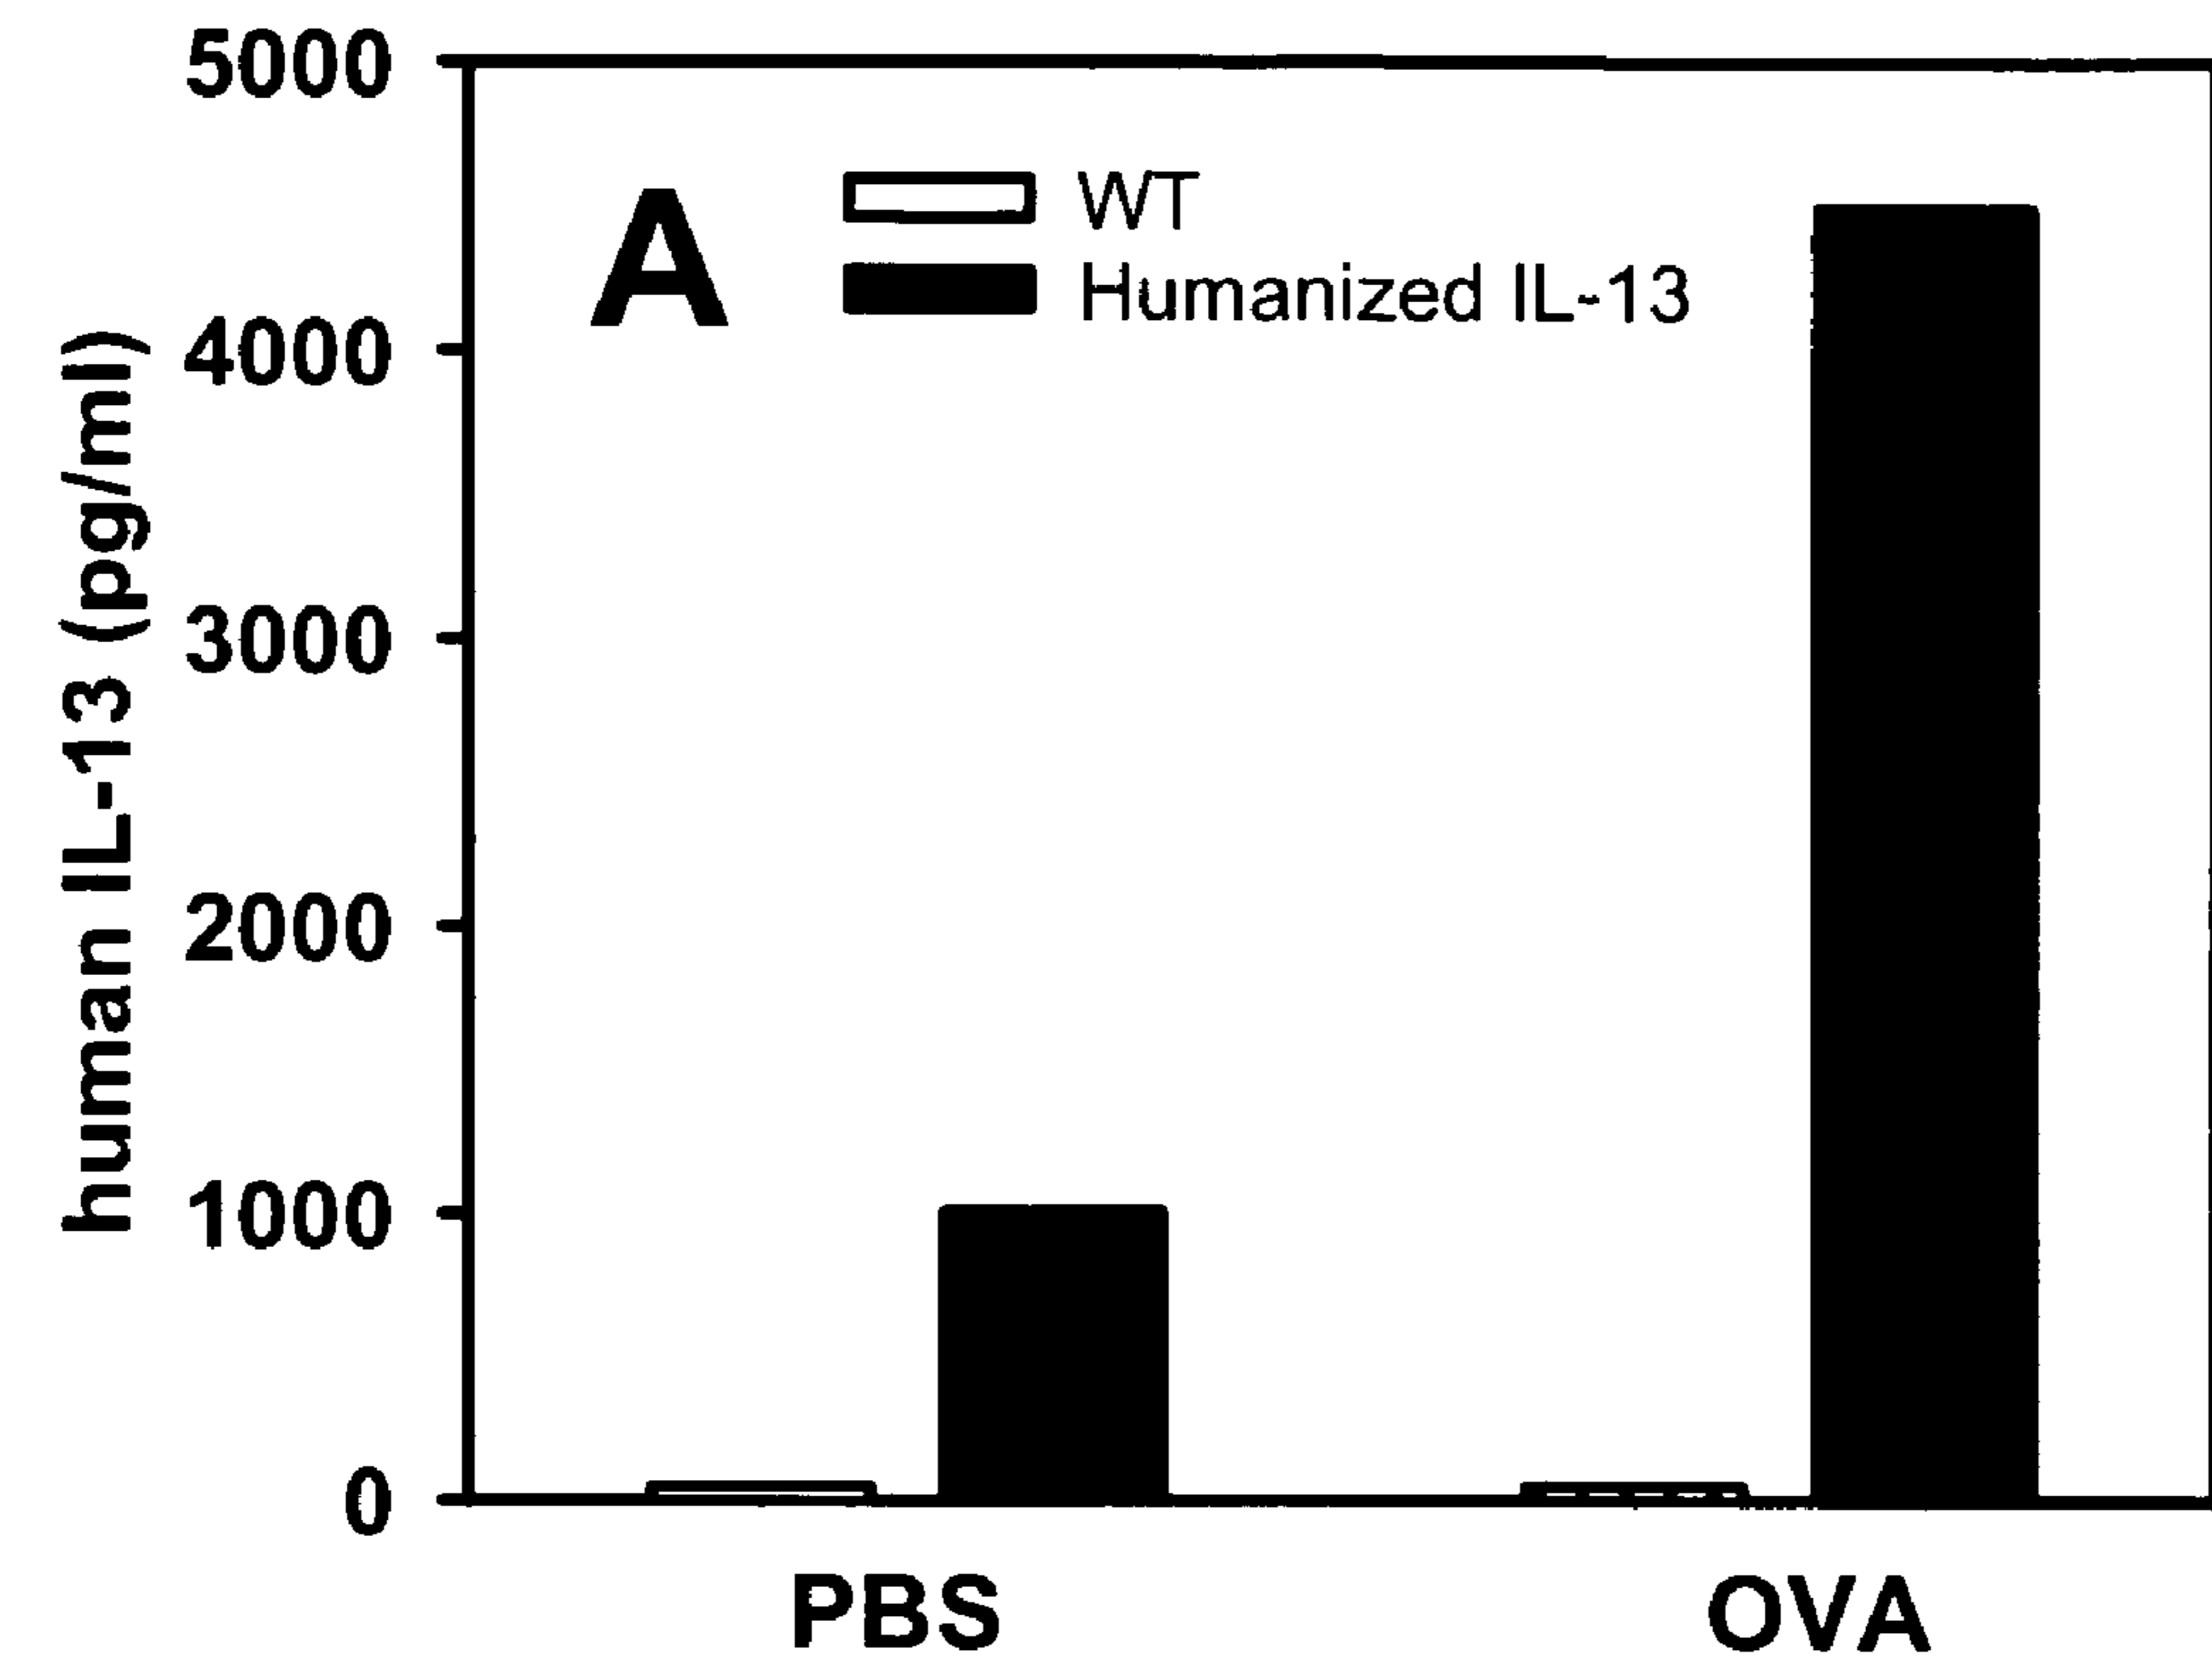 human IL-13 (pg/ml)
5000
4000
3000
2000
1000
0
A
WT
Humanized IL-13
PBS
OVA